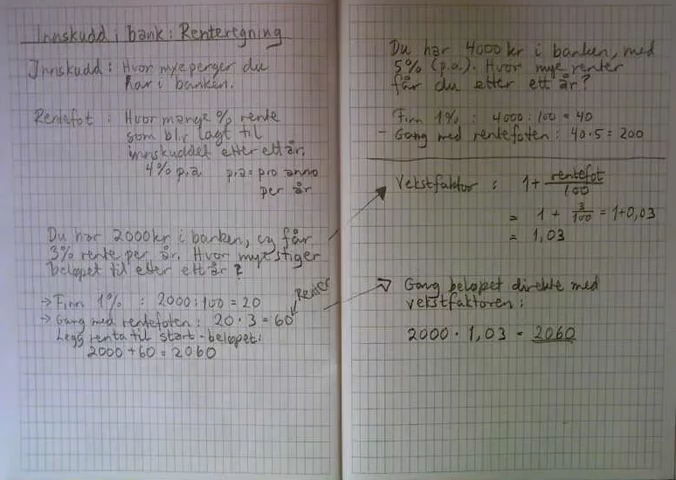 Innskudd i bank: Renteregning
Innskudd: Hvor mye penger du
har i banken.
Rentefot: Hvor mange % rente
som blir lagt til
innskuddet etter ett år.
4% p.a p.a = pro anno
per år
Du har 2000 kr i banken, og får
3% rente per år. Hvor mye stiger
beløpet til etter ett år?
→ Finn 1% : 2000:100 = 20
→ Gang med rentefoten: 20 · 3 = 60
Renter
Legg renta til start-beløpet:
2000 + 60 = 2060
Du har 4000 kr i banken, med
5% (p.a.). Hvor mye renter
får du etter ett år?
Finn 1% : 4000:100 = 40
- Gang med rentefoten: 40·5 = 200
Vekstfaktor : 1 + rentefot/100
= 1 + 3/100 = 1+0,03
= 1,03
Gang beløpet direkte med
vekstfaktoren:
2000 · 1,03 = 2060